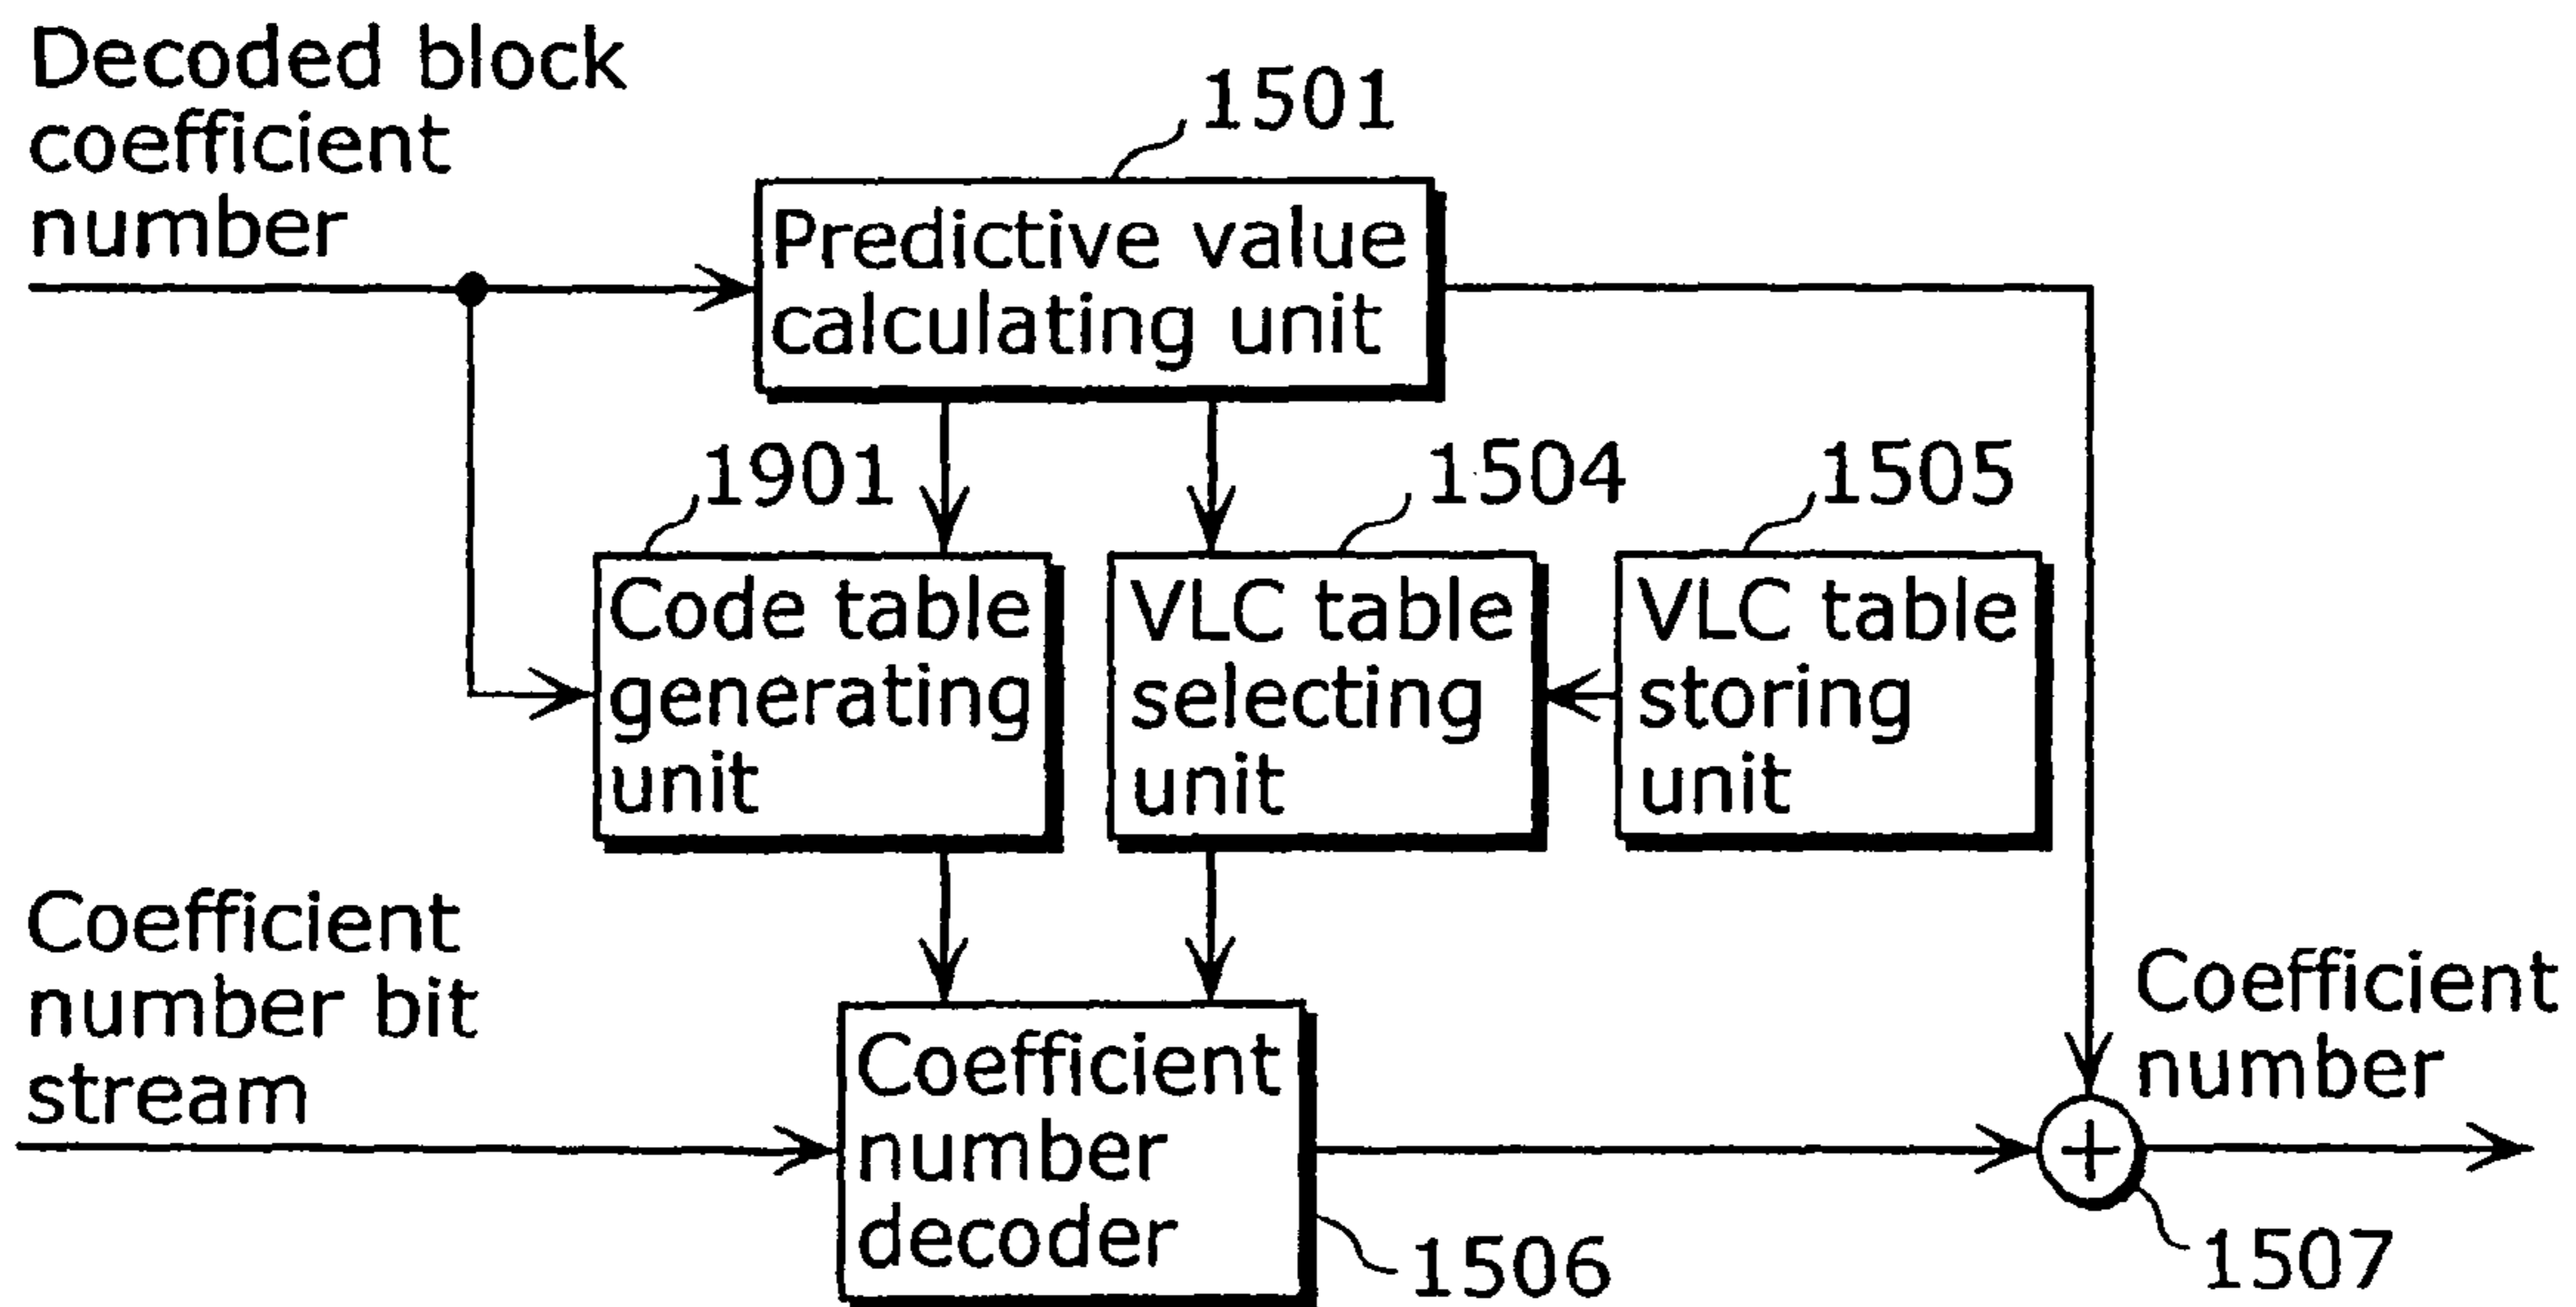 Decoded block
coefficient
number
1501
Predictive value
calculating unit
1901
1504
1505
Code table
generating
unit
VLC table
selecting
unit
VLC table
storing
unit
Coefficient
number bit
stream
Coefficient
number
decoder
1506
Coefficient
number
+
1507